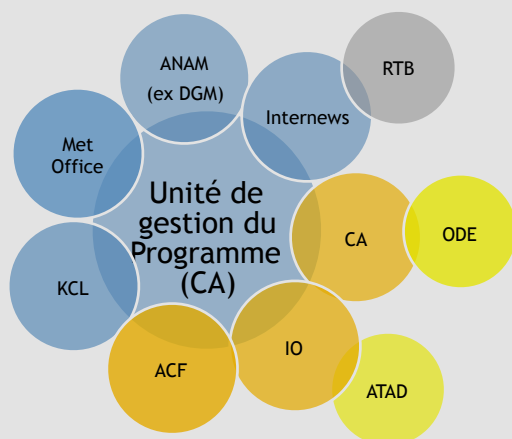 ANAM
(ex DGM)
RTB
Internews
Met
Office
Unité de
gestion du
Programme
(CA)
CA
ODE
KCL
IO
ACF
ATAD